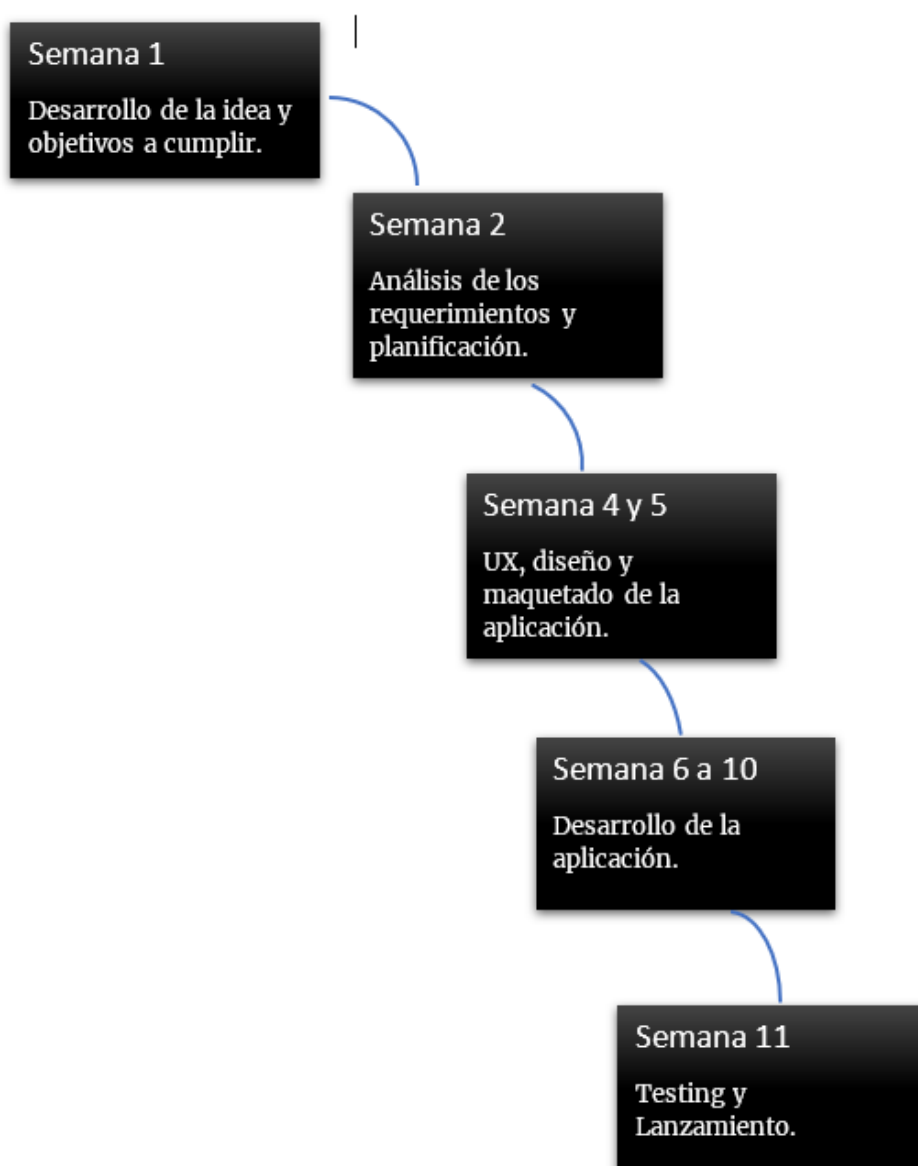 Semana 1
Desarrollo de la idea y
objetivos a cumplir.
Semana 2
Análisis de los
requerimientos y
planificación.
Semana 4 y 5
UX, diseño y
maquetado de la
aplicación.
Semana 6 a 10
Desarrollo de la
aplicación.
Semana 11
Testing y
Lanzamiento.